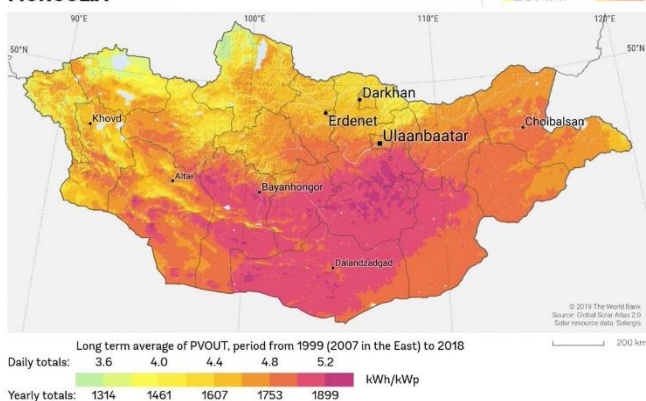 90°E 100°E 110°E 120°E
50°N 50°N
Darkhan
Khovd
Erdenet
Choibalsan
Ulaanbaatar
Altai
Bayanhongor
Dalandzadgad
© 2019 The World Bank
Source: Global Solar Atlas 2.0
Solar resource data: Solargis
200 km
Long term average of PVOUT, period from 1999 (2007 in the East) to 2018
Daily totals: 3.6 4.0 4.4 4.8 5.2
kWh/kWp
Yearly totals: 1314 1461 1607 1753 1899